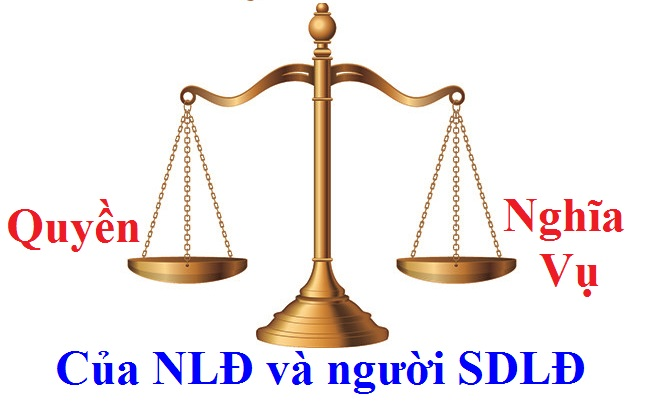 Quyền
Nghĩa
Vụ
Của NLĐ và người SDLĐ